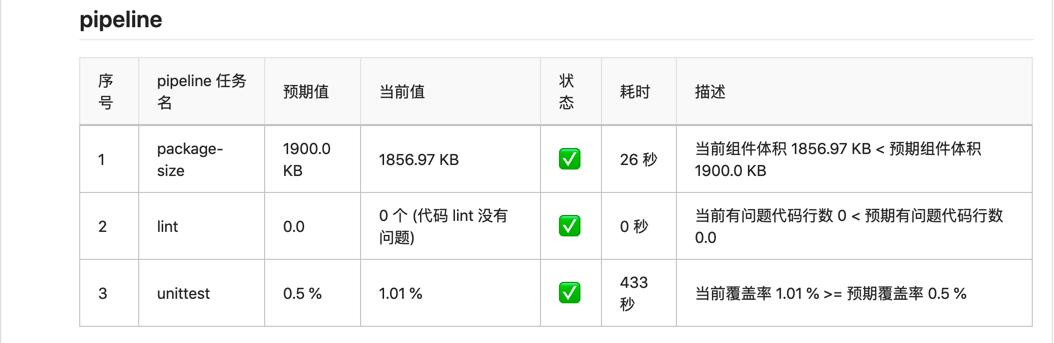 pipeline
序号 pipeline 任务名 预期值 当前值 状态 耗时 描述
1 package-size 1900.0 KB 1856.97 KB ✅ 26 秒 当前组件体积 1856.97 KB < 预期组件体积 1900.0 KB
2 lint 0.0 0 个 (代码 lint 没有问题) ✅ 0 秒 当前有问题代码行数 0 < 预期有问题代码行数 0.0
3 unittest 0.5 % 1.01 % ✅ 433 秒 当前覆盖率 1.01 % >= 预期覆盖率 0.5 %